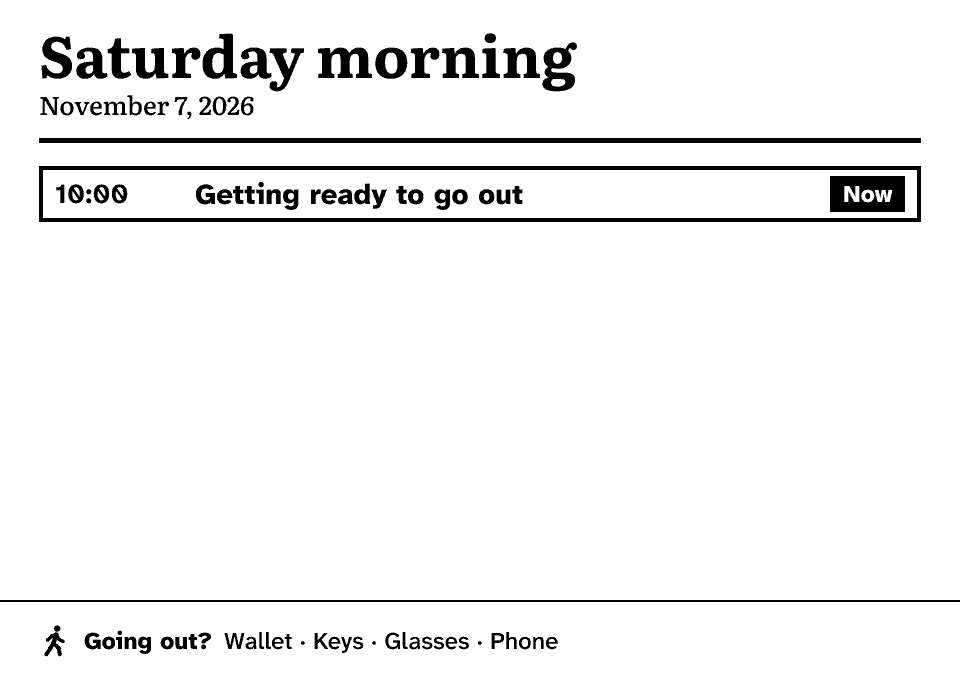 Saturday morning
November 7, 2026
10:00 Getting ready to go out Now
Going out? Wallet · Keys · Glasses · Phone